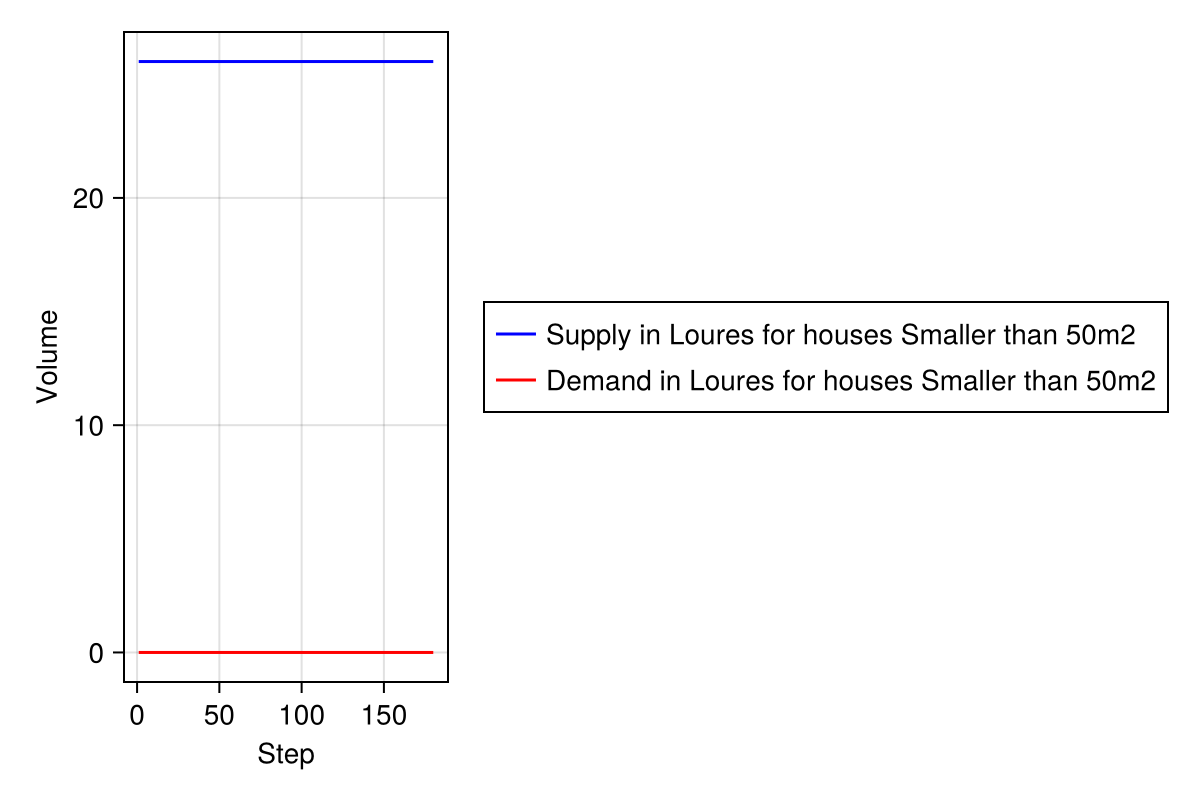 Volume
20
10
0
0 50 100 150
Step
Supply in Loures for houses Smaller than 50m2
Demand in Loures for houses Smaller than 50m2